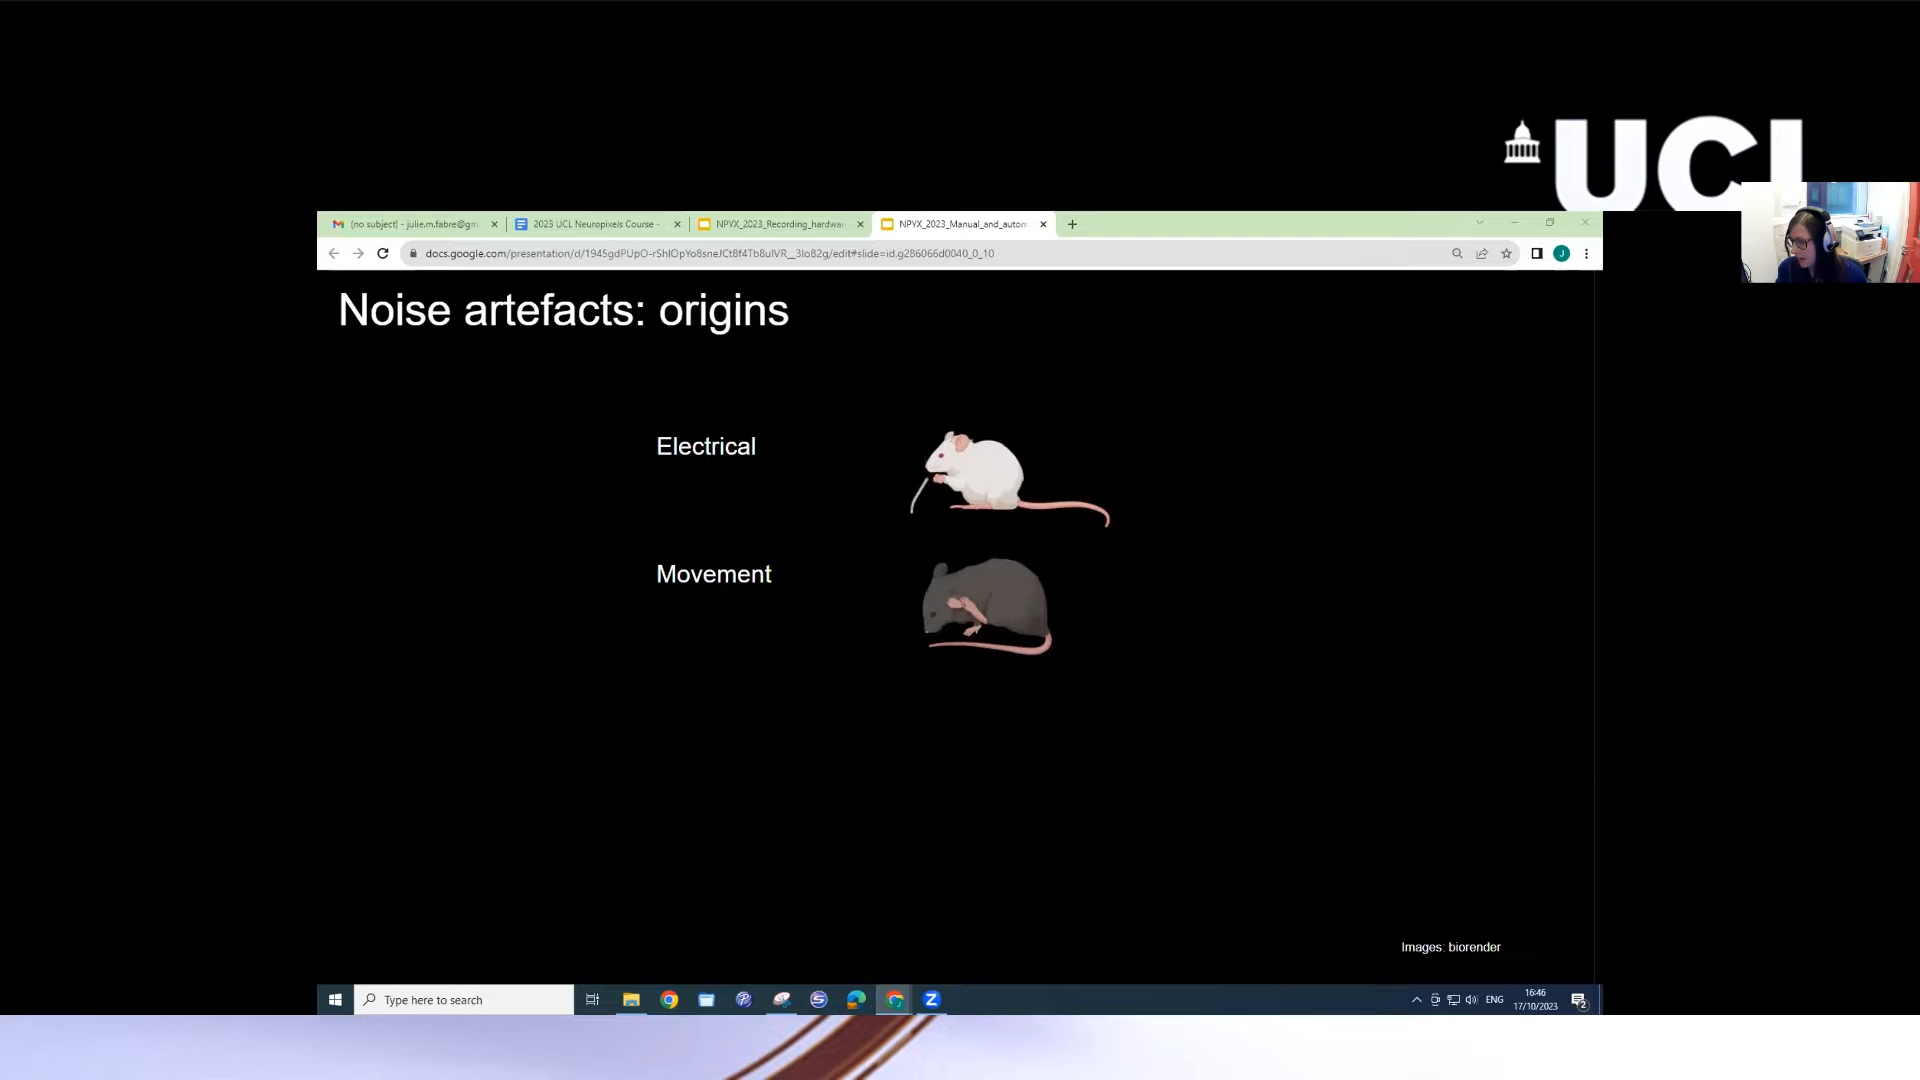 UCL
(no subject) - julie.m.fabre@gm
2023 UCL Neuropixels Course -
NPYX_2023_Recording_hardwar
NPYX_2023_Manual_and_autom
docs.google.com/presentation/d/1945gdPUpO-rShIOpYo8sneJCt8f4Tb8uIVR__3Io82g/edit#slide=id.g286066d0040_0_10
J
Noise artefacts: origins
Electrical
Movement
Images: biorender
Type here to search
ENG
16:46
17/10/2023
2